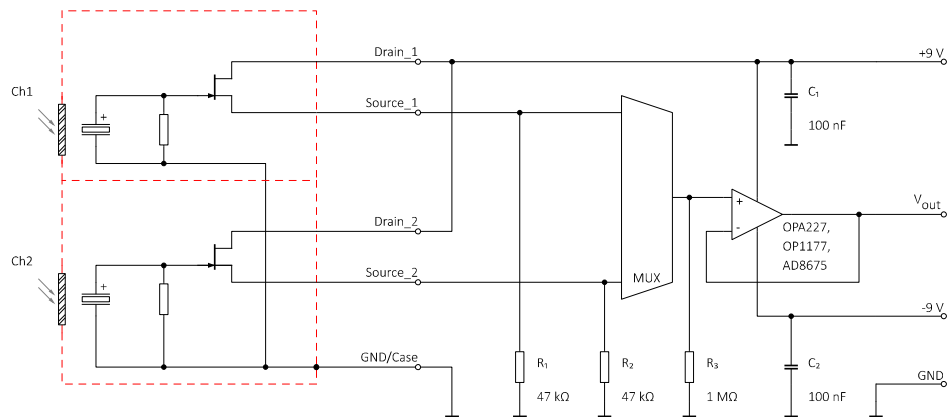 Drain_1
+9 V
Ch1
+
Source_1
C₁
100 nF
Drain_2
V_out
+
-
OPA227,
OP1177,
AD8675
Ch2
+
Source_2
MUX
-9 V
GND/Case
R₁
47 kΩ
R₂
47 kΩ
R₃
1 MΩ
C₂
100 nF
GND